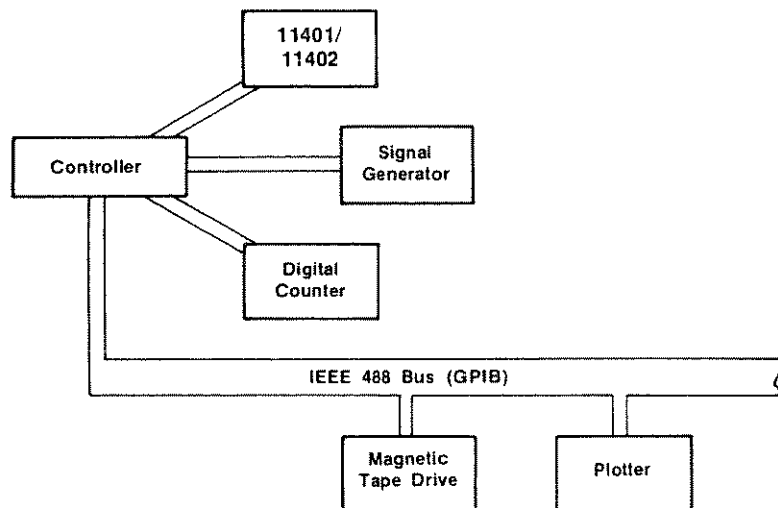 11401/
11402
Controller
Signal
Generator
Digital
Counter
IEEE 488 Bus (GPIB)
Magnetic
Tape Drive
Plotter